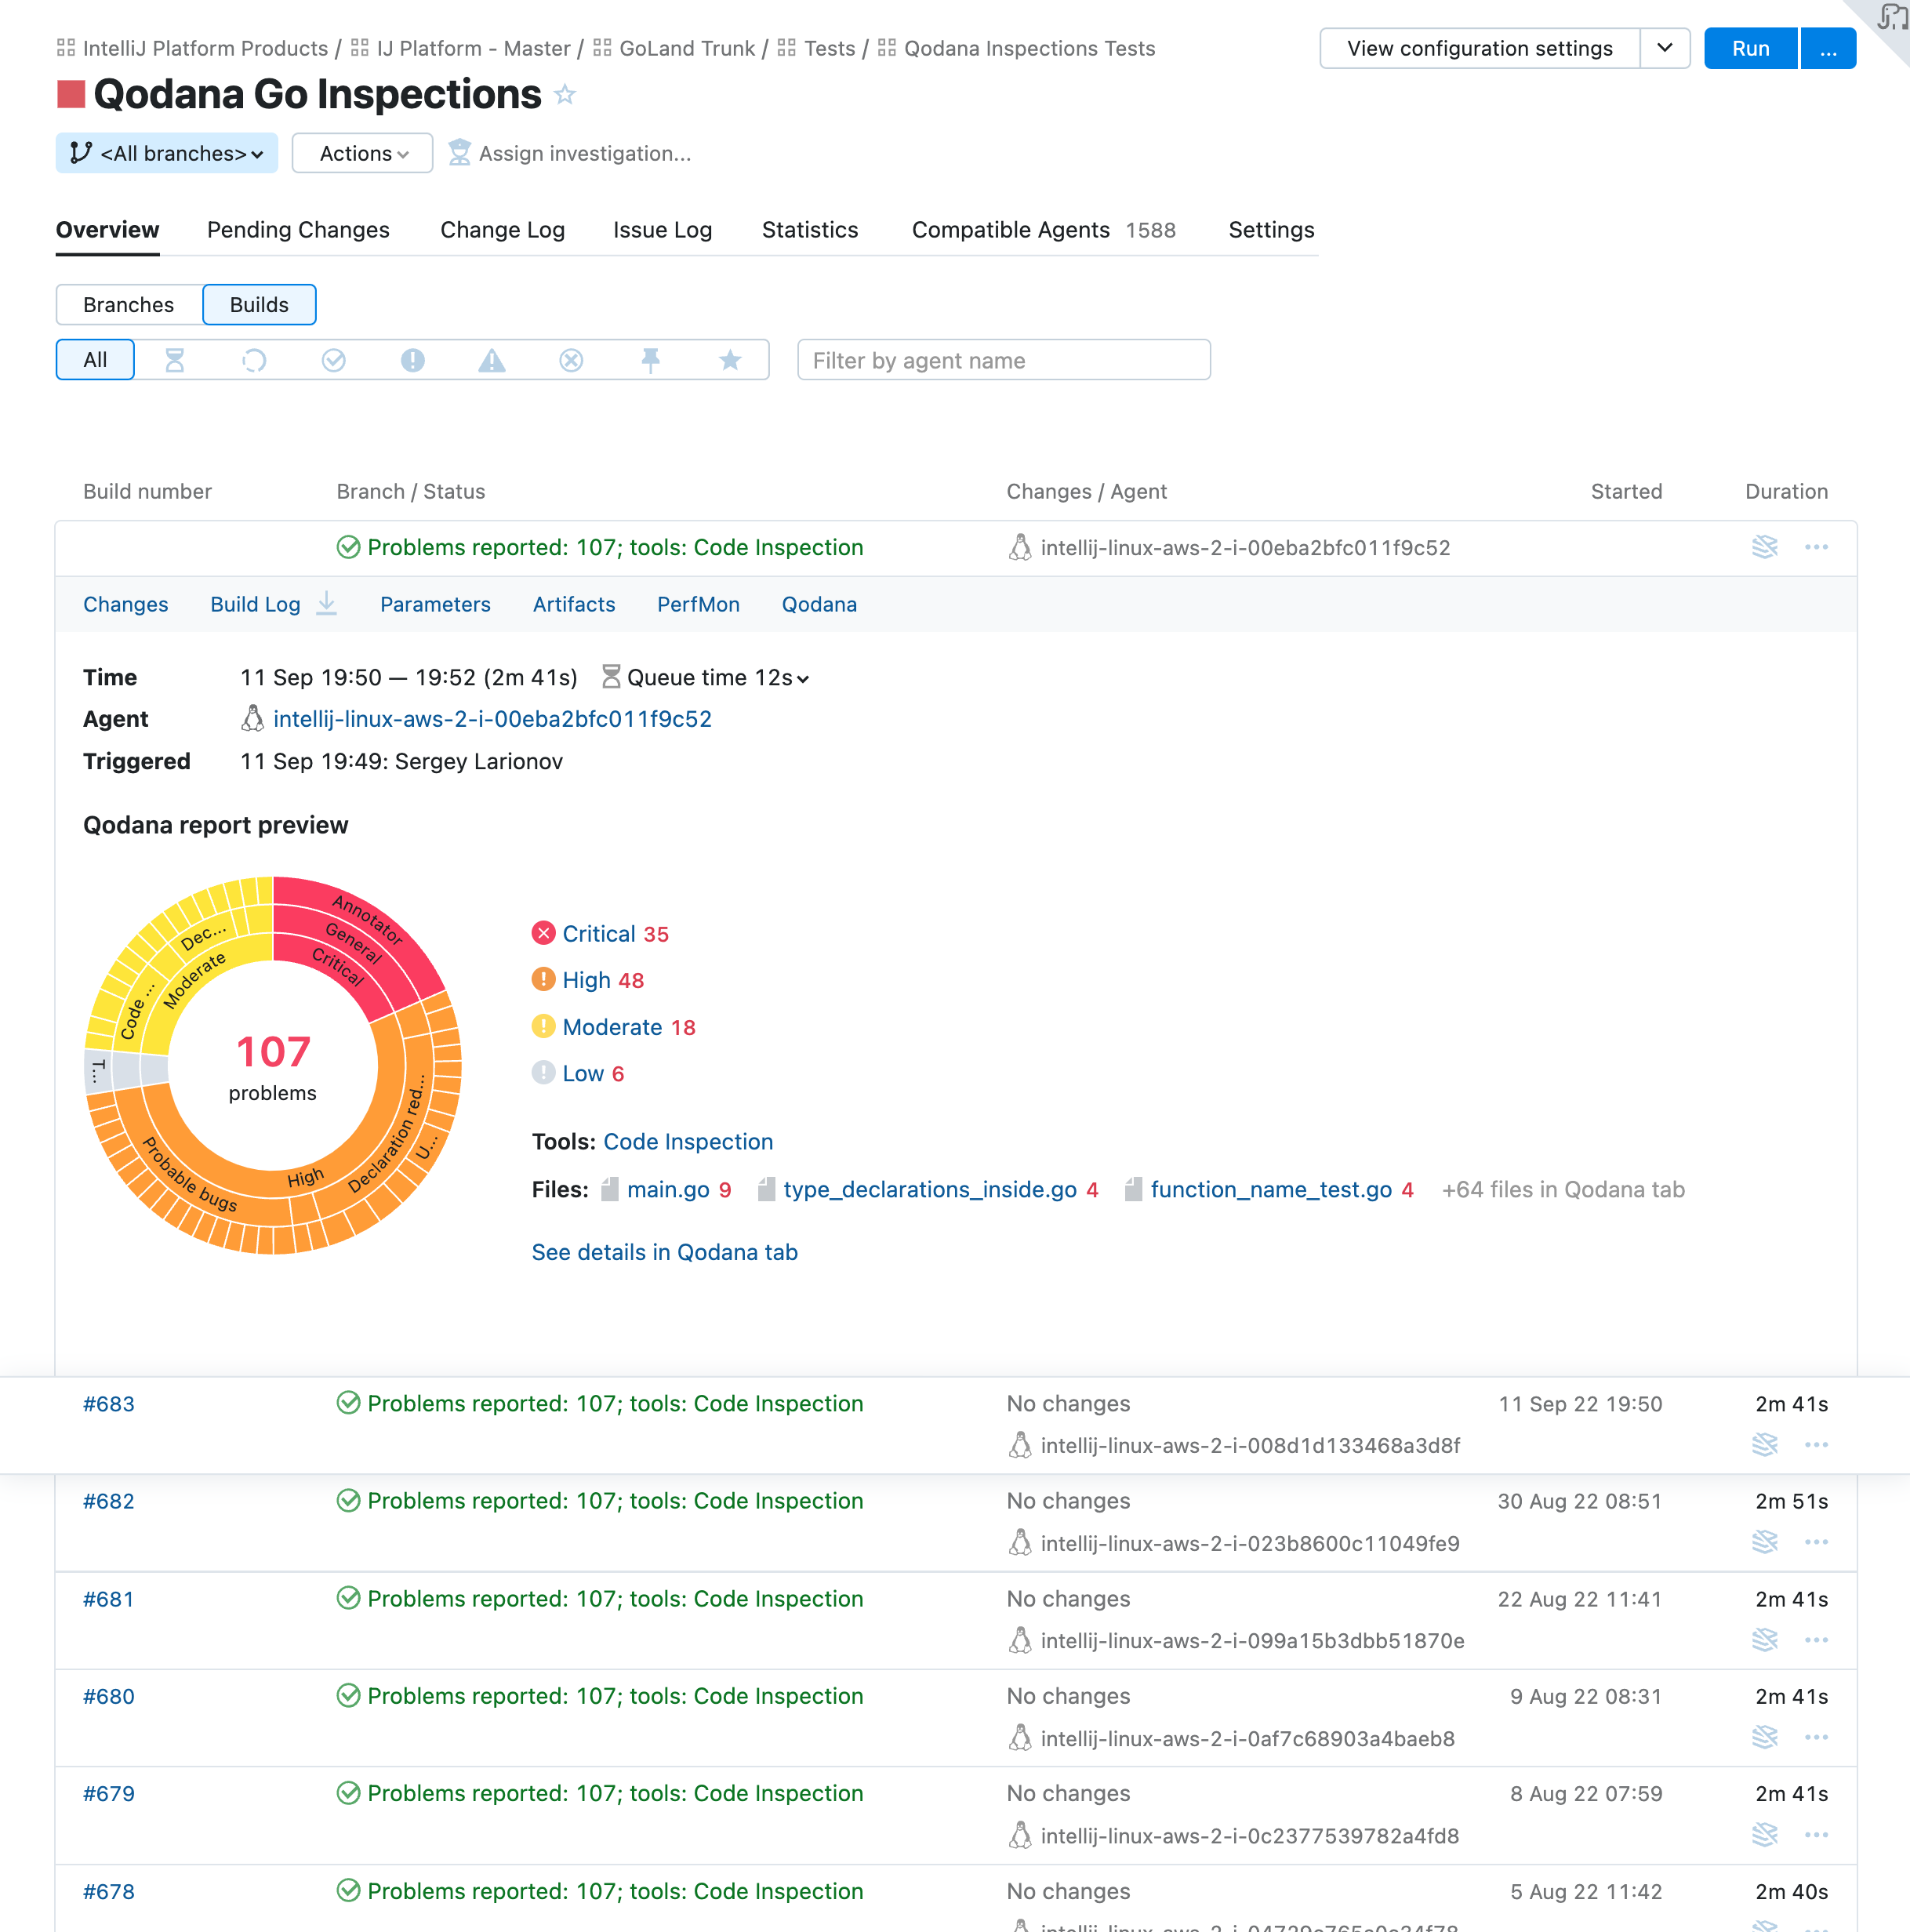 IntelliJ Platform Products / IJ Platform - Master / GoLand Trunk / Tests / Qodana Inspections Tests
View configuration settings
Run
...
Qodana Go Inspections
<All branches>
Actions
Assign investigation...
Overview Pending Changes Change Log Issue Log Statistics Compatible Agents 1588 Settings
Branches Builds
All
Filter by agent name
Build number Branch / Status Changes / Agent Started Duration
Problems reported: 107; tools: Code Inspection intellij-linux-aws-2-i-00eba2bfc011f9c52
Changes Build Log Parameters Artifacts PerfMon Qodana
Time 11 Sep 19:50 — 19:52 (2m 41s) Queue time 12s
Agent intellij-linux-aws-2-i-00eba2bfc011f9c52
Triggered 11 Sep 19:49: Sergey Larionov
Qodana report preview
Annotator
General
Critical
Dec...
Moderate
Code ...
T...
107
problems
Declaration red...
U...
High
Probable bugs
Critical 35
High 48
Moderate 18
Low 6
Tools: Code Inspection
Files: main.go 9 type_declarations_inside.go 4 function_name_test.go 4 +64 files in Qodana tab
See details in Qodana tab
#683 Problems reported: 107; tools: Code Inspection No changes 11 Sep 22 19:50 2m 41s
intellij-linux-aws-2-i-008d1d133468a3d8f
#682 Problems reported: 107; tools: Code Inspection No changes 30 Aug 22 08:51 2m 51s
intellij-linux-aws-2-i-023b8600c11049fe9
#681 Problems reported: 107; tools: Code Inspection No changes 22 Aug 22 11:41 2m 41s
intellij-linux-aws-2-i-099a15b3dbb51870e
#680 Problems reported: 107; tools: Code Inspection No changes 9 Aug 22 08:31 2m 41s
intellij-linux-aws-2-i-0af7c68903a4baeb8
#679 Problems reported: 107; tools: Code Inspection No changes 8 Aug 22 07:59 2m 41s
intellij-linux-aws-2-i-0c2377539782a4fd8
#678 Problems reported: 107; tools: Code Inspection No changes 5 Aug 22 11:42 2m 40s